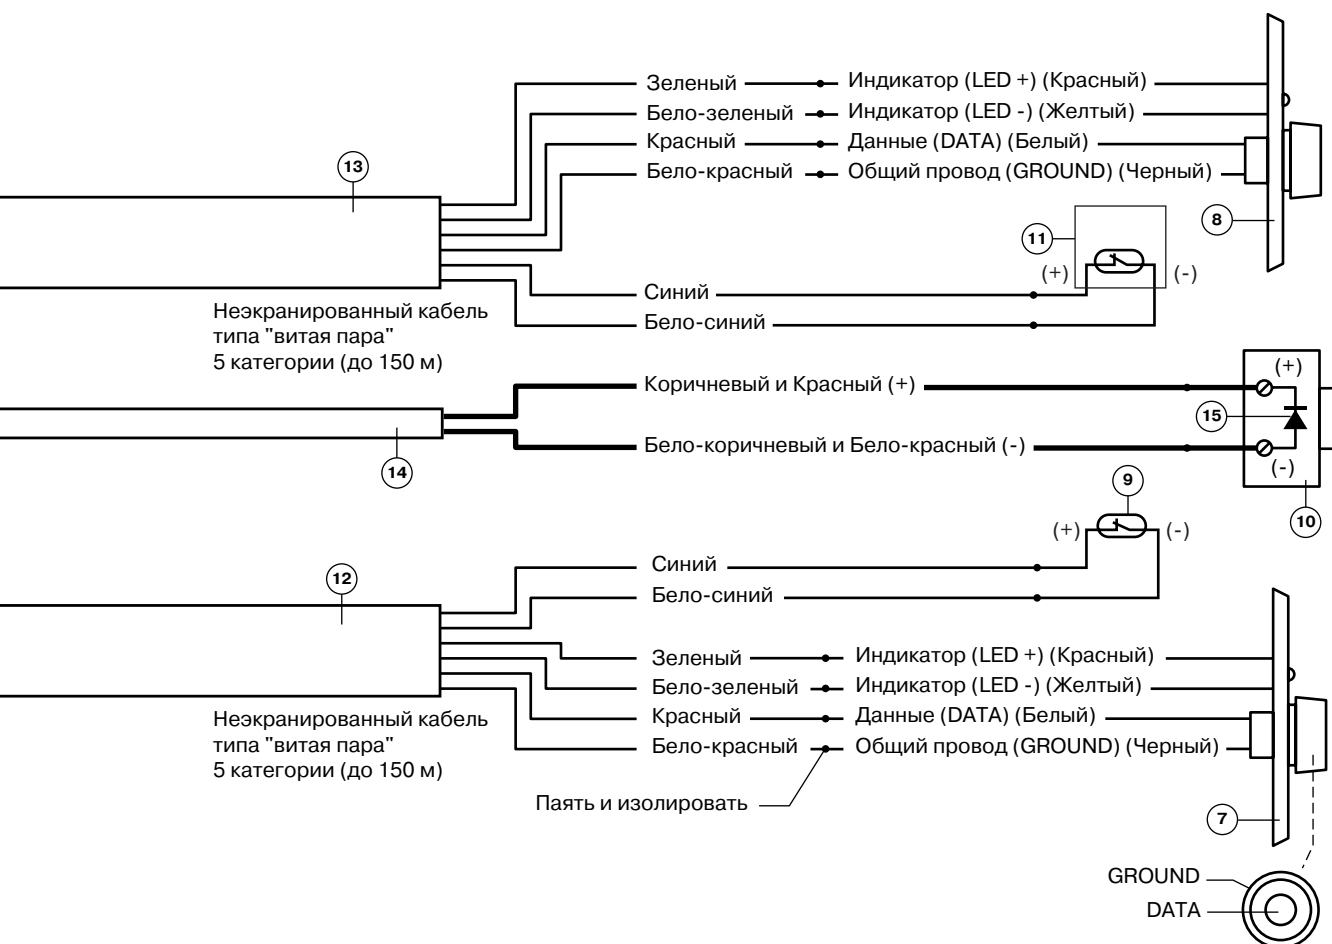 Зеленый Индикатор (LED +) (Красный)
Бело-зеленый Индикатор (LED -) (Желтый)
Красный Данные (DATA) (Белый)
Бело-красный Общий провод (GROUND) (Черный)
13
8
11
(+) (-)
Синий
Бело-синий
Неэкранированный кабель
типа "витая пара"
5 категории (до 150 м)
Коричневый и Красный (+)
(+)
15
Бело-коричневый и Бело-красный (-)
(-)
14
10
9
(+) (-)
Синий
Бело-синий
12
Зеленый Индикатор (LED +) (Красный)
Бело-зеленый Индикатор (LED -) (Желтый)
Красный Данные (DATA) (Белый)
Бело-красный Общий провод (GROUND) (Черный)
Неэкранированный кабель
типа "витая пара"
5 категории (до 150 м)
Паять и изолировать
7
GROUND
DATA